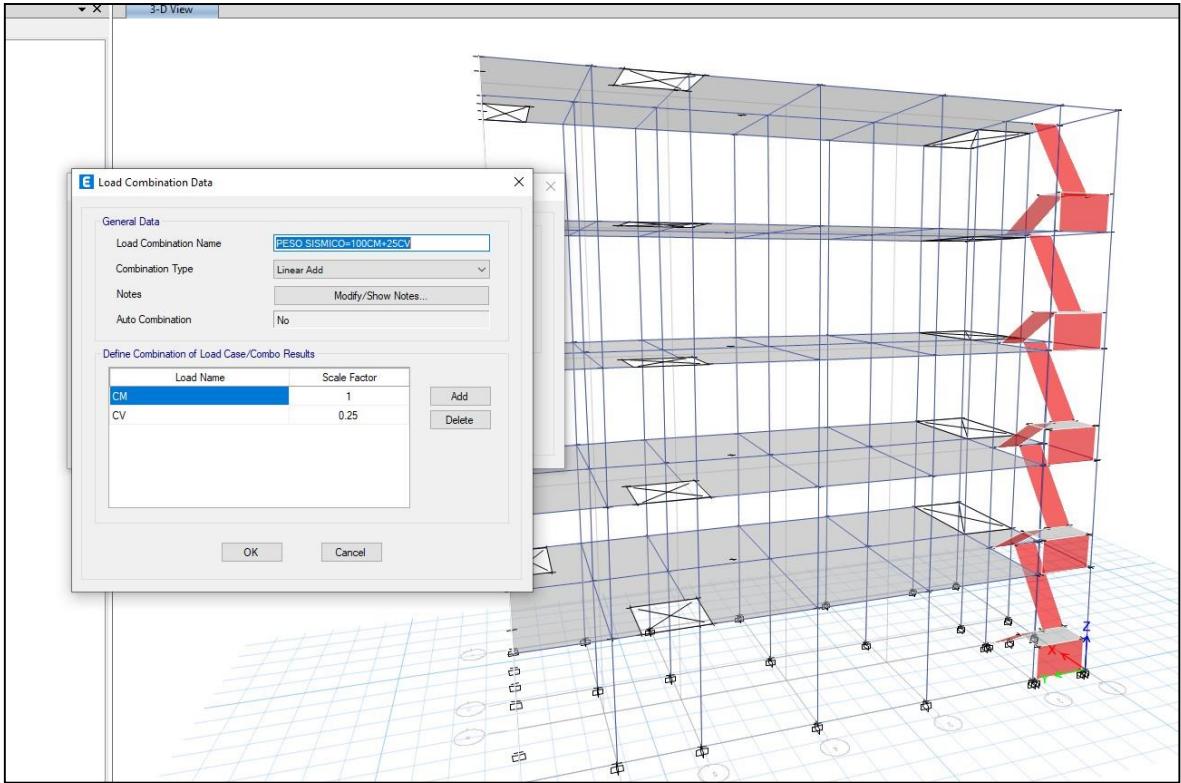 3-D View
E Load Combination Data
General Data
Load Combination Name PESO SISMICO=100CM+25CV
Combination Type Linear Add
Notes Modify/Show Notes...
Auto Combination No
Define Combination of Load Case/Combo Results
Load Name Scale Factor
CM 1 Add
CV 0.25 Delete
OK Cancel
Z
X